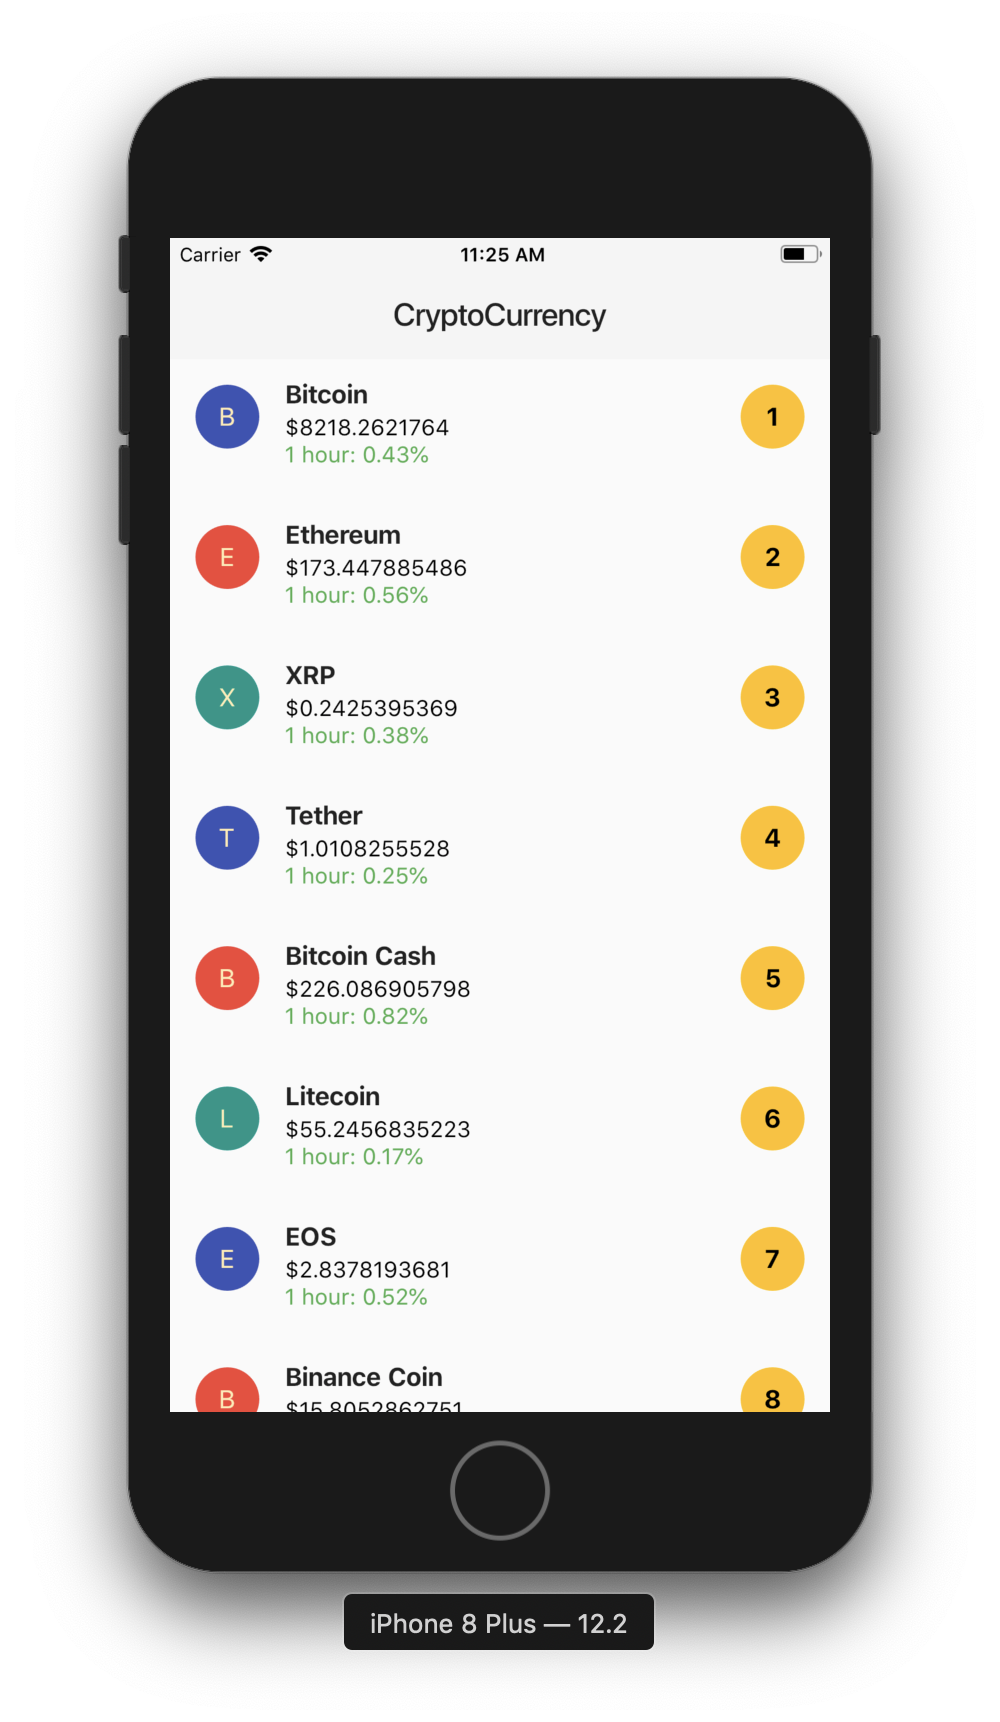 Carrier 11:25 AM
CryptoCurrency
B Bitcoin 1
$8218.2621764
1 hour: 0.43%
E Ethereum 2
$173.447885486
1 hour: 0.56%
X XRP 3
$0.2425395369
1 hour: 0.38%
T Tether 4
$1.0108255528
1 hour: 0.25%
B Bitcoin Cash 5
$226.086905798
1 hour: 0.82%
L Litecoin 6
$55.2456835223
1 hour: 0.17%
E EOS 7
$2.8378193681
1 hour: 0.52%
B Binance Coin 8
$15.8052862751
iPhone 8 Plus — 12.2